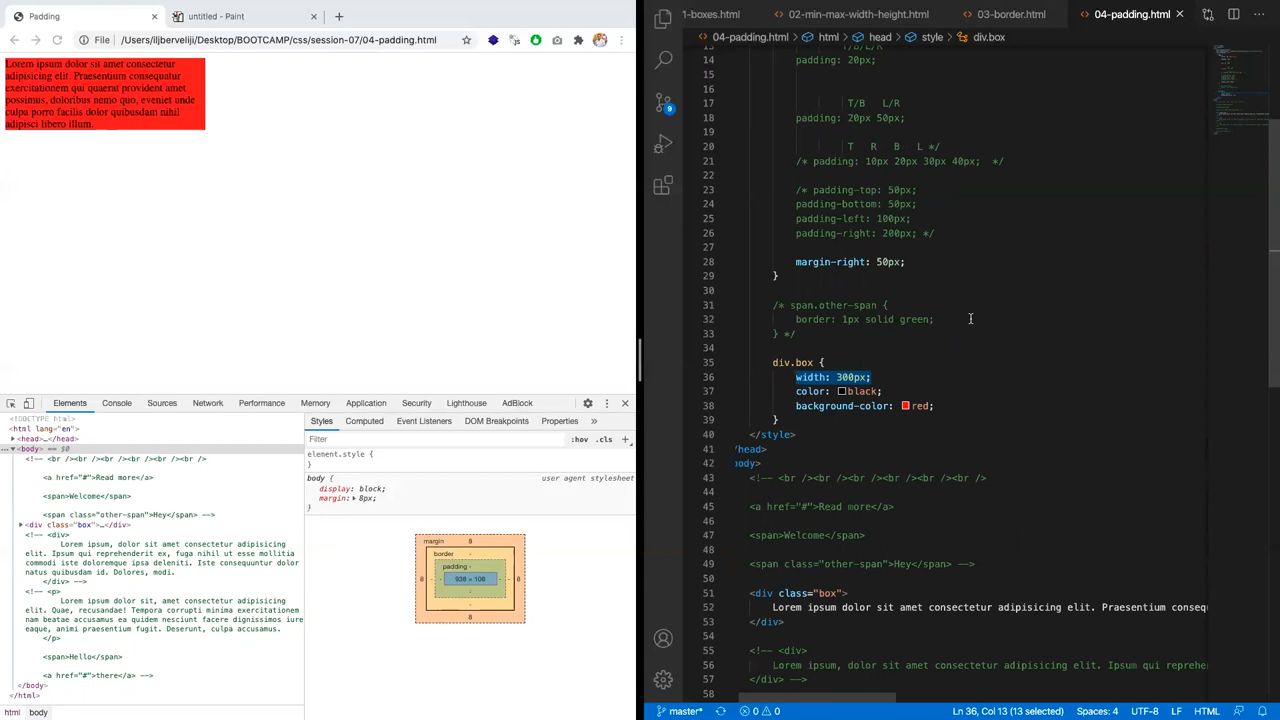 Padding
untitled - Paint
File
/Users/iljberveliji/Desktop/BOOTCAMP/css/session-07/04-padding.html
Lorem ipsum dolor sit amet consectetur
adipisicing elit. Praesentium consequatur
exercitationem qui quaerat provident amet
possimus, doloribus nemo quo, eveniet unde
culpa porro facilis dolor quibusdam nihil
adipisci libero illum.
Elements Console Sources Network Performance Memory Application Security Lighthouse AdBlock
<!DOCTYPE html>
<html lang="en">
<head>…</head>
<body> == $0
<!-- <br /><br /><br /><br /><br /><br />
<a href="#">Read more</a>
<span>Welcome</span>
<span class="other-span">Hey</span> -->
<div class="box">…</div>
<!-- <div>
Lorem ipsum, dolor sit amet consectetur adipisicing
elit. Ipsum qui reprehenderit ex, fuga nihil ut esse mollitia
commodi iste doloremque ipsa deleniti. Iste consequuntur dolor
natus quibusdam id. Dolores, modi.
</div> -->
<!-- <p>
Lorem ipsum dolor sit amet consectetur adipisicing
elit. Quae, recusandae! Tempora corrupti minima exercitationem
nam beatae accusamus ea quidem nesciunt facere dignissimos iure
eaque, animi praesentium fugit. Deserunt, culpa accusamus.
</p>
<span>Hello</span>
<a href="#">there</a> -->
</body>
</html>
html body
Styles Computed Event Listeners DOM Breakpoints Properties »
Filter :hov .cls +
element.style {
}
body { user agent stylesheet
display: block;
margin: 8px;
}
margin 8
border -
padding -
8 - - 938 × 108 - - 8
-
-
8
1-boxes.html 02-min-max-width-height.html 03-border.html 04-padding.html
04-padding.html > html > head > style > div.box
13 T/B/L/R
14 padding: 20px;
15
16
17 T/B L/R
18 padding: 20px 50px;
19
20 T R B L */
21 /* padding: 10px 20px 30px 40px; */
22
23 /* padding-top: 50px;
24 padding-bottom: 50px;
25 padding-left: 100px;
26 padding-right: 200px; */
27
28 margin-right: 50px;
29 }
30
31 /* span.other-span {
32 border: 1px solid green;
33 } */
34
35 div.box {
36 width: 300px;
37 color: black;
38 background-color: red;
39 }
40 </style>
41 /head>
42 body>
43 <!-- <br /><br /><br /><br /><br /><br />
44
45 <a href="#">Read more</a>
46
47 <span>Welcome</span>
48
49 <span class="other-span">Hey</span> -->
50
51 <div class="box">
52 Lorem ipsum dolor sit amet consectetur adipisicing elit. Praesentium conseq
53 </div>
54
55 <!-- <div>
56 Lorem ipsum, dolor sit amet consectetur adipisicing elit. Ipsum qui reprehe
57 </div> -->
58
9
master* 0 0 Ln 36, Col 13 (13 selected) Spaces: 4 UTF-8 LF HTML